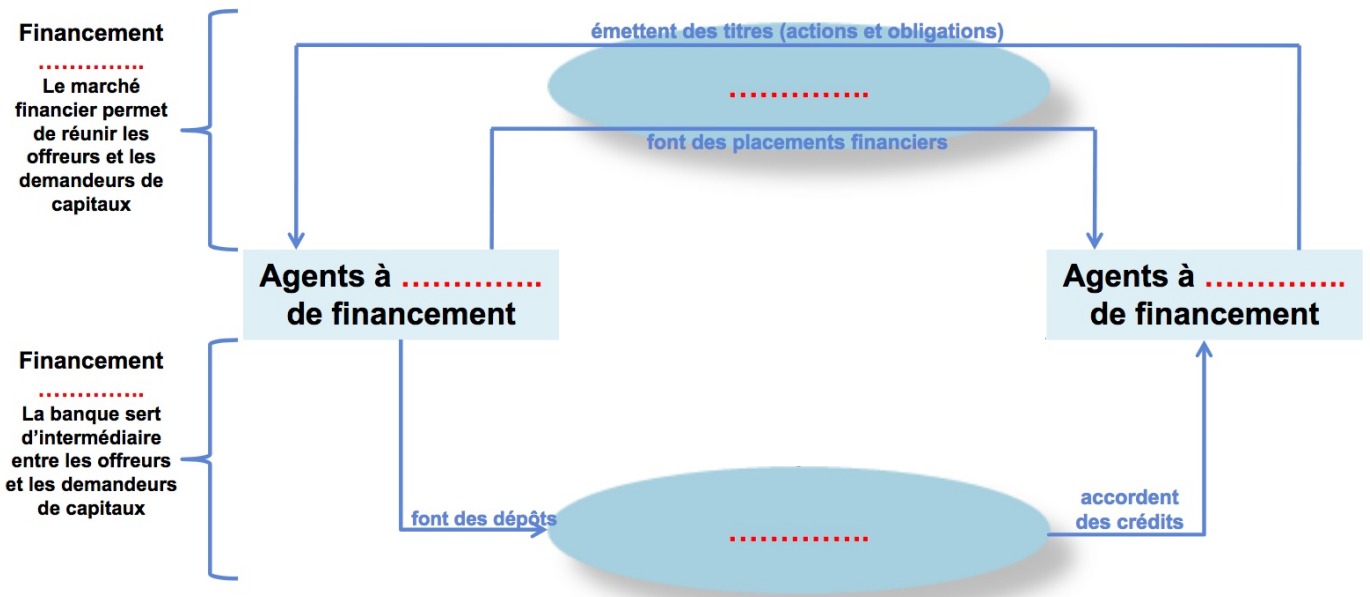 Financement
…………..
Le marché
financier permet
de réunir les
offreurs et les
demandeurs de
capitaux
émettent des titres (actions et obligations)
…………..
font des placements financiers
Agents à …………..
de financement
Agents à …………..
de financement
Financement
…………..
La banque sert
d’intermédiaire
entre les offreurs
et les demandeurs
de capitaux
font des dépôts
…………..
accordent
des crédits